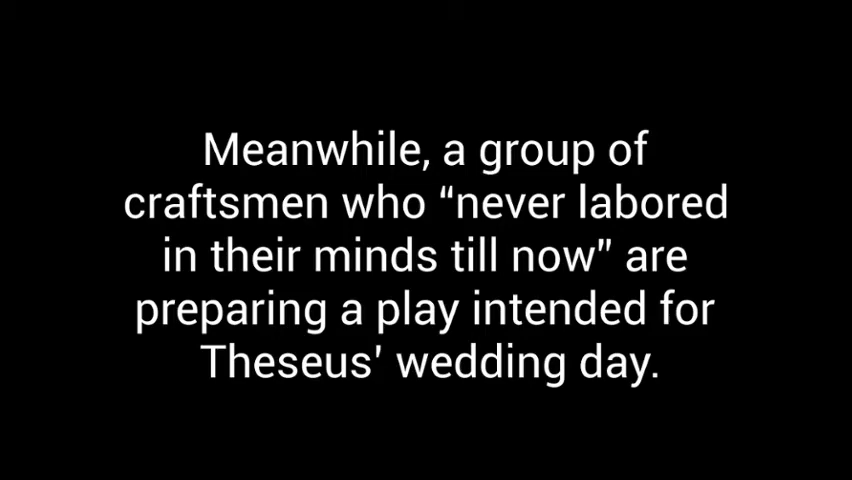 Meanwhile, a group of
craftsmen who “never labored
in their minds till now” are
preparing a play intended for
Theseus’ wedding day.